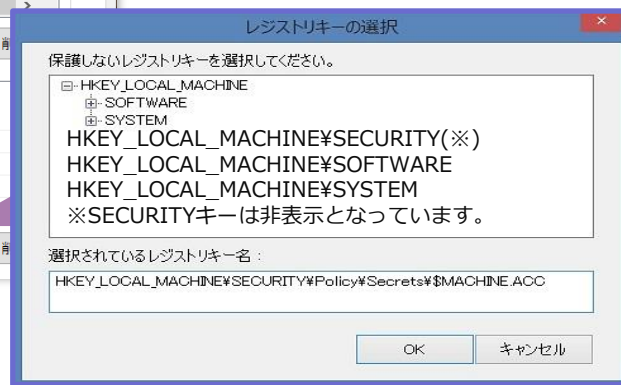 レジストリキーの選択
保護しないレジストリキーを選択してください。
HKEY_LOCAL_MACHINE
SOFTWARE
SYSTEM
HKEY_LOCAL_MACHINE¥SECURITY(※)
HKEY_LOCAL_MACHINE¥SOFTWARE
HKEY_LOCAL_MACHINE¥SYSTEM
※SECURITYキーは非表示となっています。
選択されているレジストリキー名：
HKEY_LOCAL_MACHINE¥SECURITY¥Policy¥Secrets¥$MACHINE.ACC
OK キャンセル